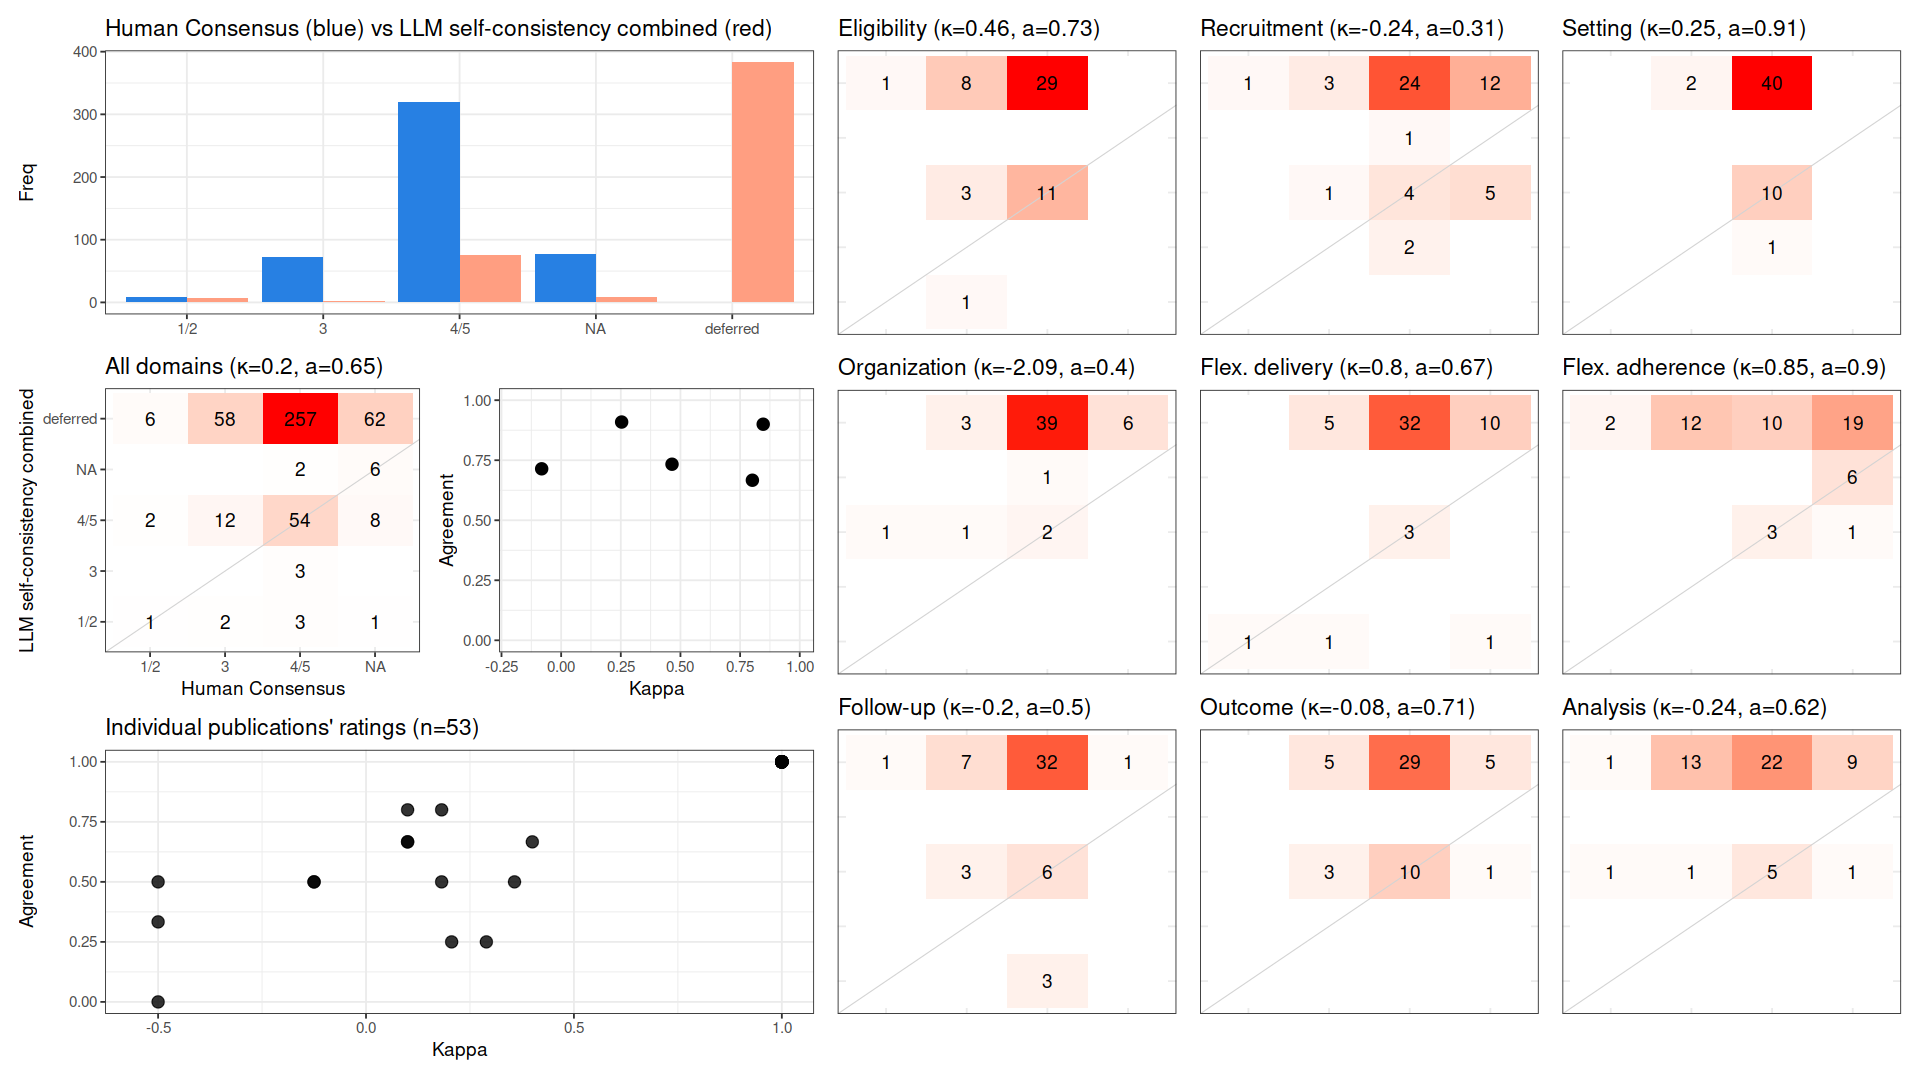 Human Consensus (blue) vs LLM self-consistency combined (red)
Freq
400
300
200
100
0
1/2 3 4/5 NA deferred
All domains (κ=0.2, a=0.65)
LLM self-consistency combined
deferred 6 58 257 62
NA 2 6
4/5 2 12 54 8
3 3
1/2 1 2 3 1
1/2 3 4/5 NA
Human Consensus
Agreement
1.00
0.75
0.50
0.25
0.00
-0.25 0.00 0.25 0.50 0.75 1.00
Kappa
Individual publications' ratings (n=53)
Agreement
1.00
0.75
0.50
0.25
0.00
-0.5 0.0 0.5 1.0
Kappa
Eligibility (κ=0.46, a=0.73)
1 8 29
3 11
1
Recruitment (κ=-0.24, a=0.31)
1 3 24 12
1
1 4 5
2
Setting (κ=0.25, a=0.91)
2 40
10
1
Organization (κ=-2.09, a=0.4)
3 39 6
1
1 1 2
Flex. delivery (κ=0.8, a=0.67)
5 32 10
3
1 1 1
Flex. adherence (κ=0.85, a=0.9)
2 12 10 19
6
3 1
Follow-up (κ=-0.2, a=0.5)
1 7 32 1
3 6
3
Outcome (κ=-0.08, a=0.71)
5 29 5
3 10 1
Analysis (κ=-0.24, a=0.62)
1 13 22 9
1 1 5 1